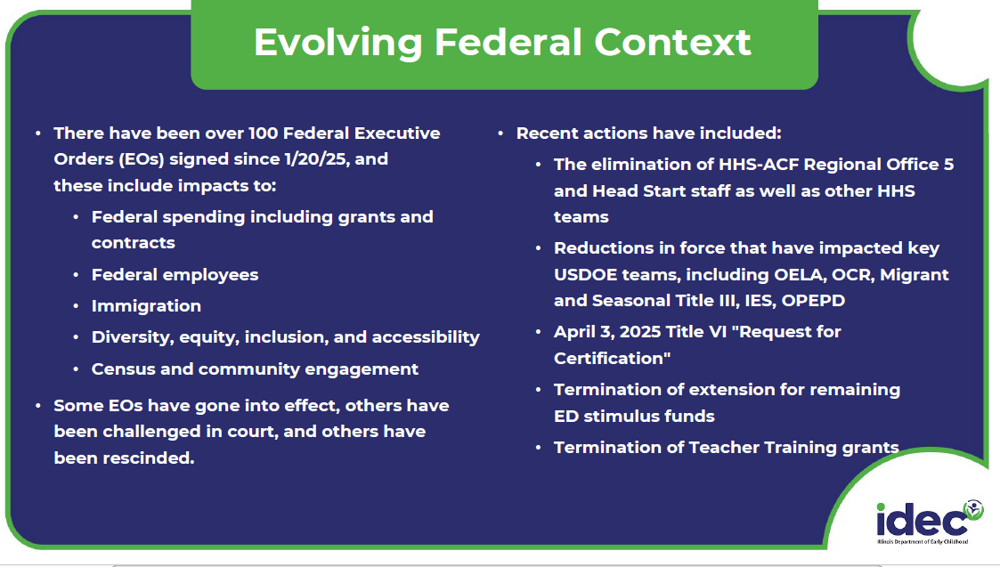 Evolving Federal Context
• There have been over 100 Federal Executive
Orders (EOs) signed since 1/20/25, and
these include impacts to:
• Federal spending including grants and
contracts
• Federal employees
• Immigration
• Diversity, equity, inclusion, and accessibility
• Census and community engagement
• Some EOs have gone into effect, others have
been challenged in court, and others have
been rescinded.
• Recent actions have included:
• The elimination of HHS-ACF Regional Office 5
and Head Start staff as well as other HHS
teams
• Reductions in force that have impacted key
USDOE teams, including OELA, OCR, Migrant
and Seasonal Title III, IES, OPEPD
• April 3, 2025 Title VI "Request for
Certification"
• Termination of extension for remaining
ED stimulus funds
• Termination of Teacher Training grants
idec
Illinois Department of Early Childhood